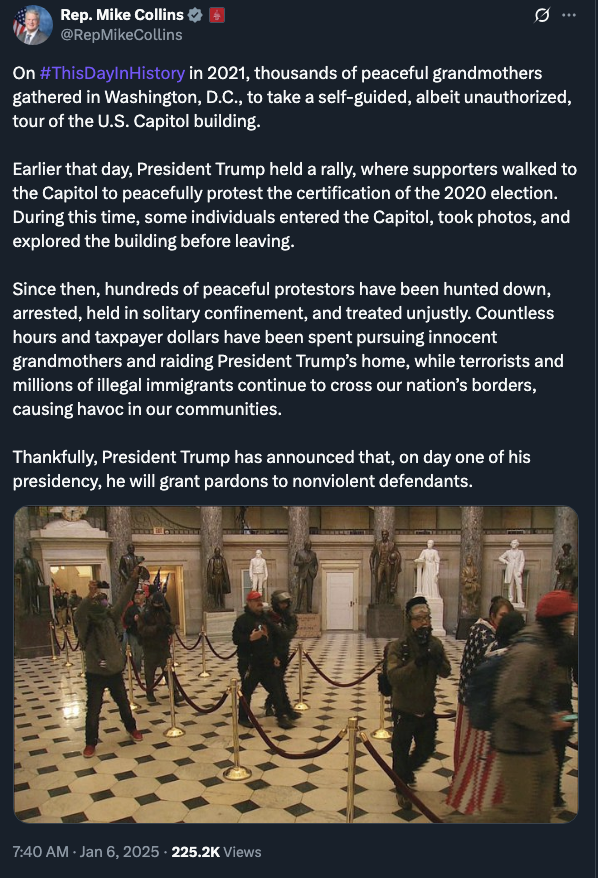 Rep. Mike Collins
@RepMikeCollins
On #ThisDayInHistory in 2021, thousands of peaceful grandmothers
gathered in Washington, D.C., to take a self-guided, albeit unauthorized,
tour of the U.S. Capitol building.
Earlier that day, President Trump held a rally, where supporters walked to
the Capitol to peacefully protest the certification of the 2020 election.
During this time, some individuals entered the Capitol, took photos, and
explored the building before leaving.
Since then, hundreds of peaceful protestors have been hunted down,
arrested, held in solitary confinement, and treated unjustly. Countless
hours and taxpayer dollars have been spent pursuing innocent
grandmothers and raiding President Trump’s home, while terrorists and
millions of illegal immigrants continue to cross our nation’s borders,
causing havoc in our communities.
Thankfully, President Trump has announced that, on day one of his
presidency, he will grant pardons to nonviolent defendants.
7:40 AM · Jan 6, 2025 · 225.2K Views